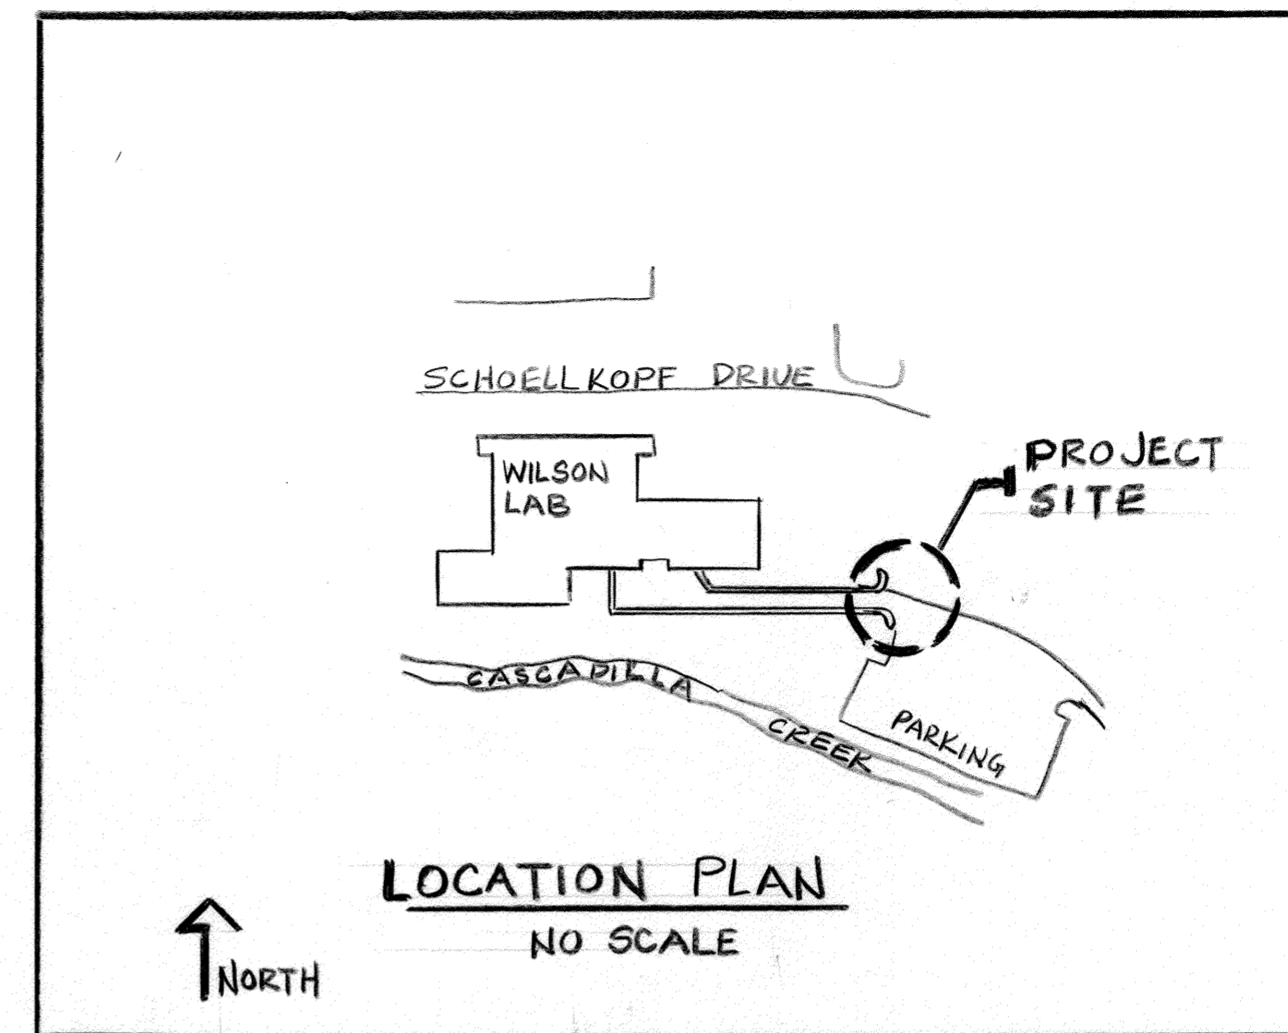 SCHOELLKOPF DRIVE
WILSON
LAB
PROJECT
SITE
CASCADILLA
CREEK
PARKING
LOCATION PLAN
NO SCALE
NORTH